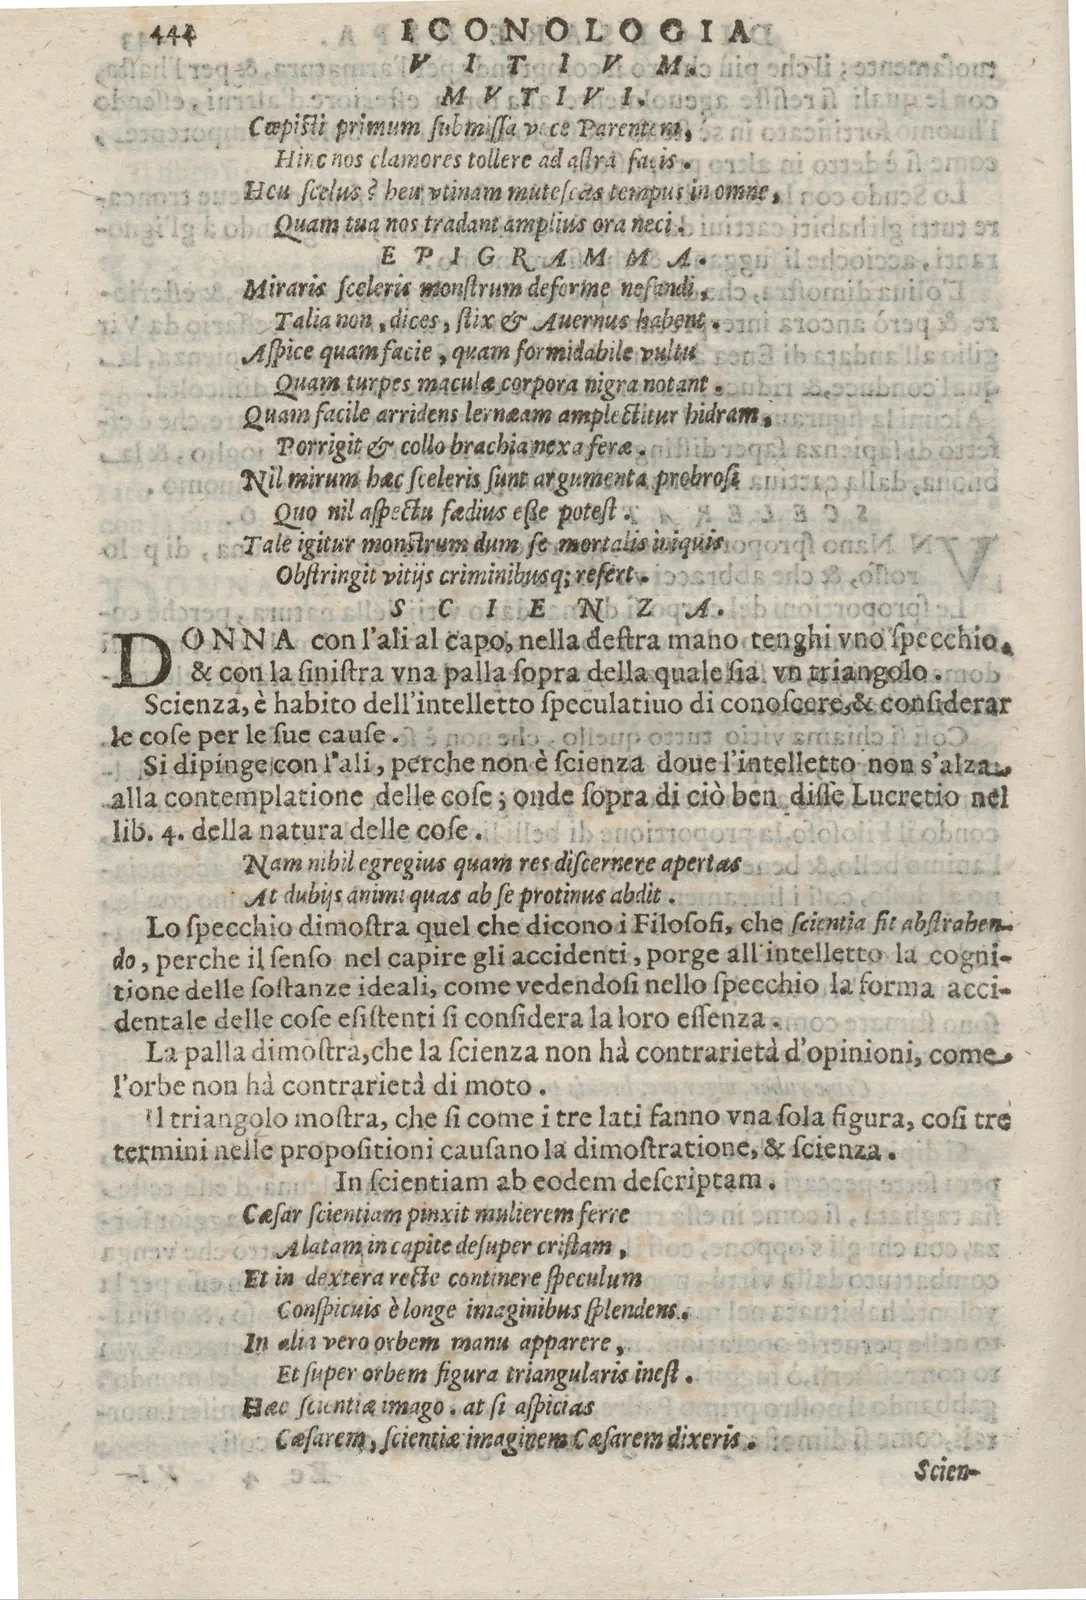 444 ICONOLOGIA
VITIVM.
MVTIVI.
Cœpisti primum submissa voce Parentem,
Hinc nos clamores tollere ad astra facis.
Heu scelus? heu vtinam mutescas tempus in omne,
Quam tua nos tradant amplius ora neci.
EPIGRAMMA.
Miraris sceleris monstrum deforme nefandi,
Talia non, dices, stix & Auernus habent.
Aspice quam facie, quam formidabile vultu
Quam turpes maculæ corpora nigra notant.
Quam facile arridens lernæam amplectitur hidram,
Porrigit & collo brachia nexa feræ.
Nil mirum hæc sceleris sunt argumenta probrosi
Quo nil aspectu fædius esse potest.
Tale igitur monstrum dum se mortalis iniquis
Obstringit vitijs criminibusq; refert.
SCIENZA.
DONNA con l'ali al capo, nella destra mano tenghi vno specchio,
& con la sinistra vna palla sopra della quale sia vn triangolo.
Scienza, è habito dell'intelletto speculatiuo di conoscere, & considerar
le cose per le sue cause.
Si dipinge con l'ali, perche non è scienza doue l'intelletto non s'alza
alla contemplatione delle cose; onde sopra di ciò ben disse Lucretio nel
lib. 4. della natura delle cose.
Nam nihil egregius quam res discernere apertas
At dubijs animi quas ab se protinus abdit.
Lo specchio dimostra quel che dicono i Filosofi, che scientia fit abstrahen-
do, perche il senso nel capire gli accidenti, porge all'intelletto la cogni-
tione delle sostanze ideali, come vedendosi nello specchio la forma acci-
dentale delle cose esistenti si considera la loro essenza.
La palla dimostra, che la scienza non hà contrarietà d'opinioni, come
l'orbe non hà contrarietà di moto.
Il triangolo mostra, che si come i tre lati fanno vna sola figura, cosi tre
termini nelle propositioni causano la dimostratione, & scienza.
In scientiam ab eodem descriptam.
Cæsar scientiam pinxit mulierem ferre
Alatam in capite desuper cristam,
Et in dextera recte continere speculum
Conspicuis è longe imaginibus splendens.
In alia vero orbem manu apparere,
Et super orbem figura triangularis inest.
Hæc scientiæ imago. at si aspicias
Cæsarem, scientiæ imaginem Cæsarem dixeris.
Scien-